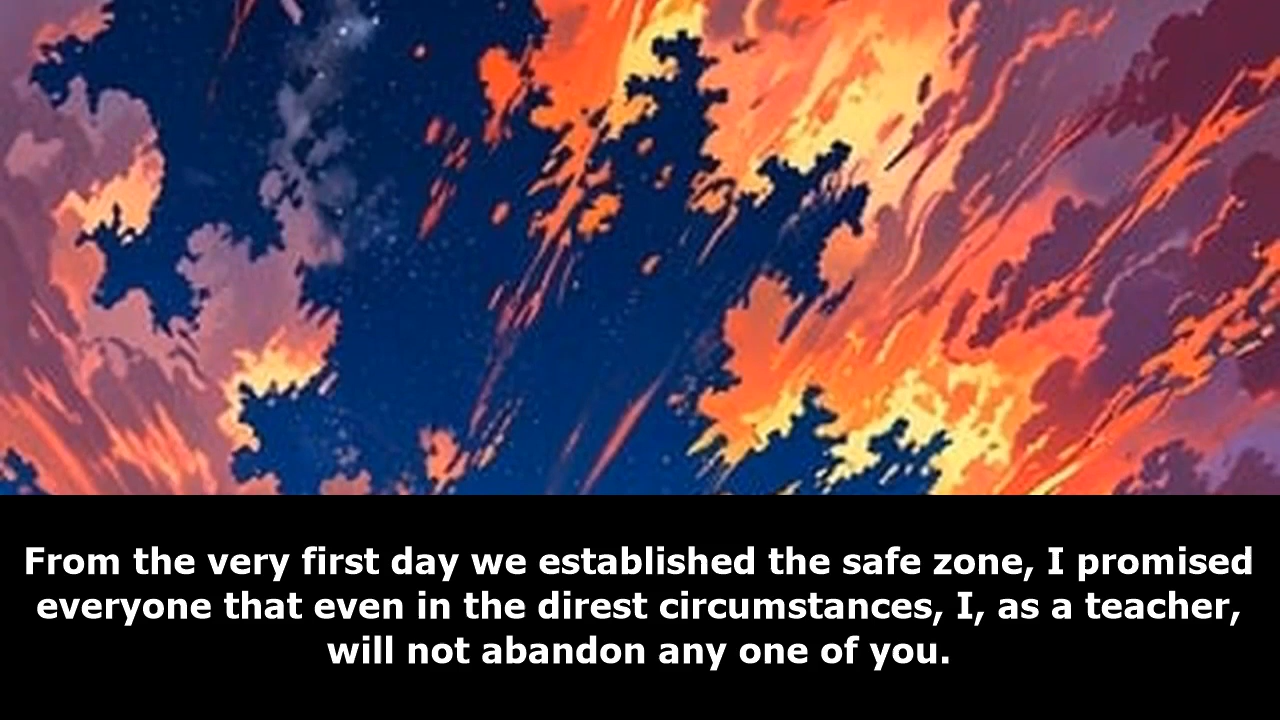 From the very first day we established the safe zone, I promised
everyone that even in the direst circumstances, I, as a teacher,
will not abandon any one of you.